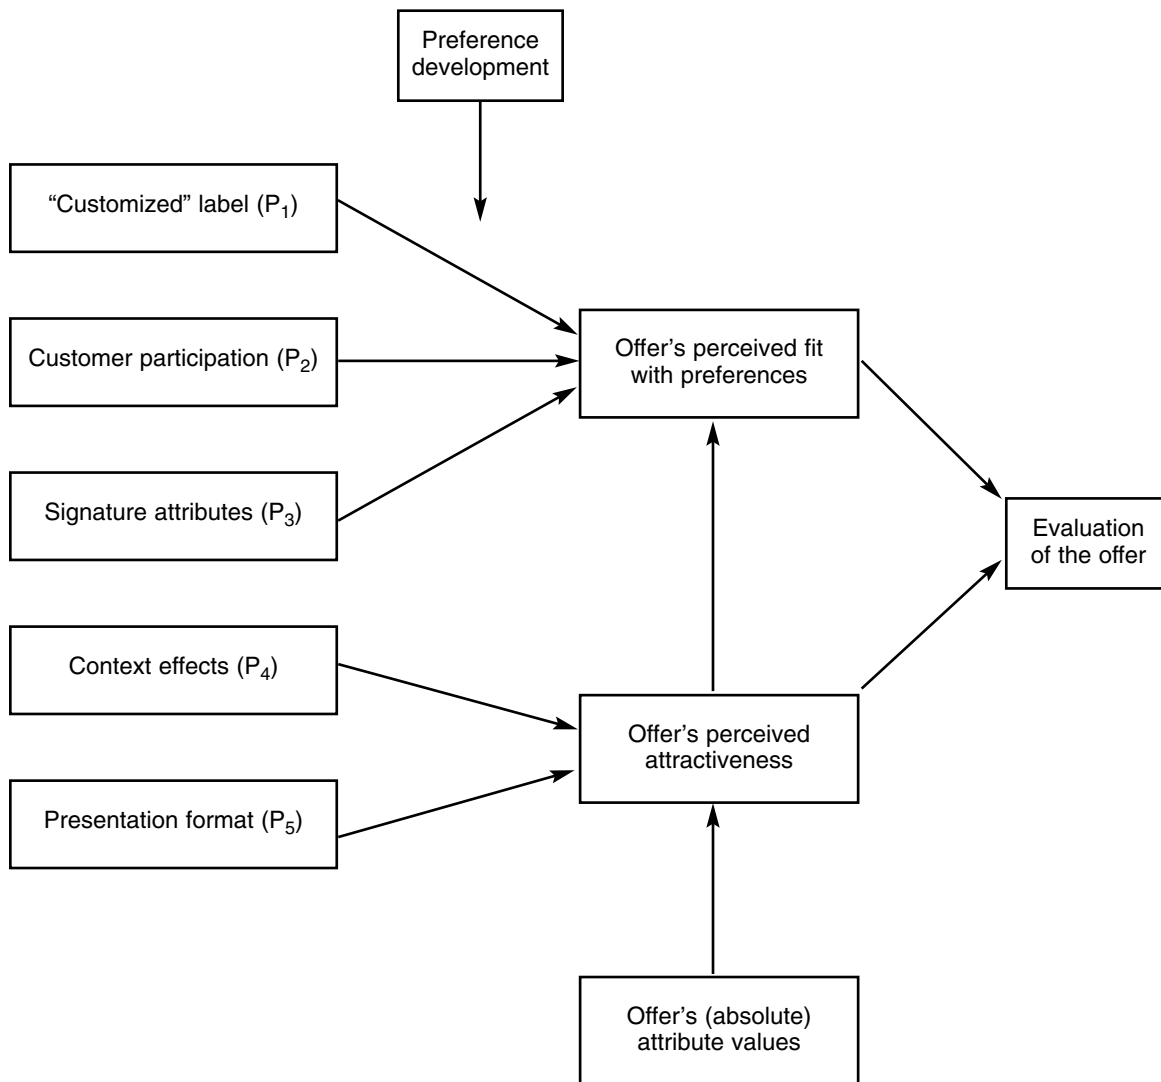 Preference
development
“Customized” label (P₁)
Customer participation (P₂)
Offer’s perceived fit
with preferences
Signature attributes (P₃)
Evaluation
of the offer
Context effects (P₄)
Offer’s perceived
attractiveness
Presentation format (P₅)
Offer’s (absolute)
attribute values